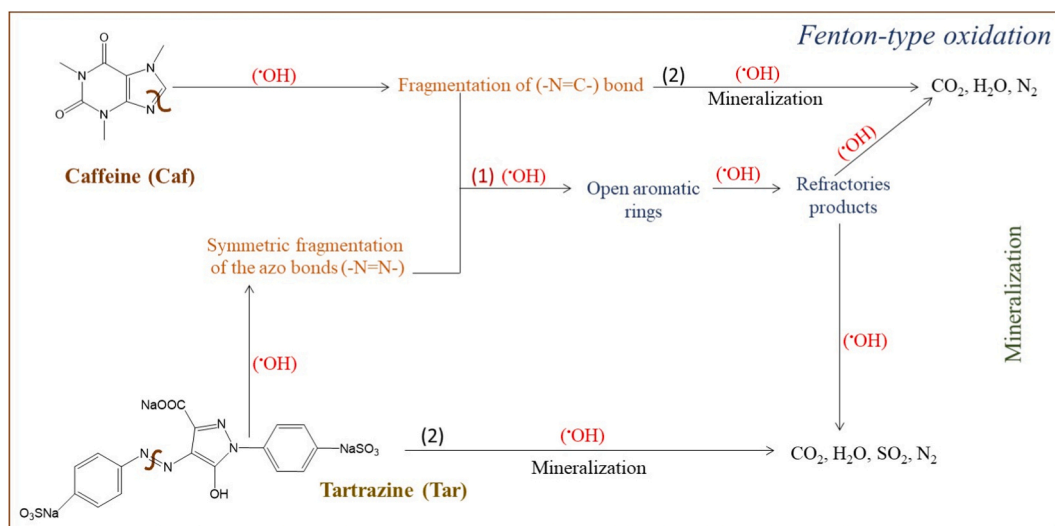 Fenton-type oxidation
O
N
N
O
N
N
(•OH)
Fragmentation of (-N=C-) bond
(2)
(•OH)
Mineralization
CO2, H2O, N2
Caffeine (Caf)
(1) (•OH)
Open aromatic
rings
(•OH)
Refractories
products
(•OH)
Symmetric fragmentation
of the azo bonds (-N=N-)
(•OH)
(•OH)
Mineralization
NaOOC
N
N
N
N
OH
NaSO3
O3SNa
Tartrazine (Tar)
(2)
(•OH)
Mineralization
CO2, H2O, SO2, N2